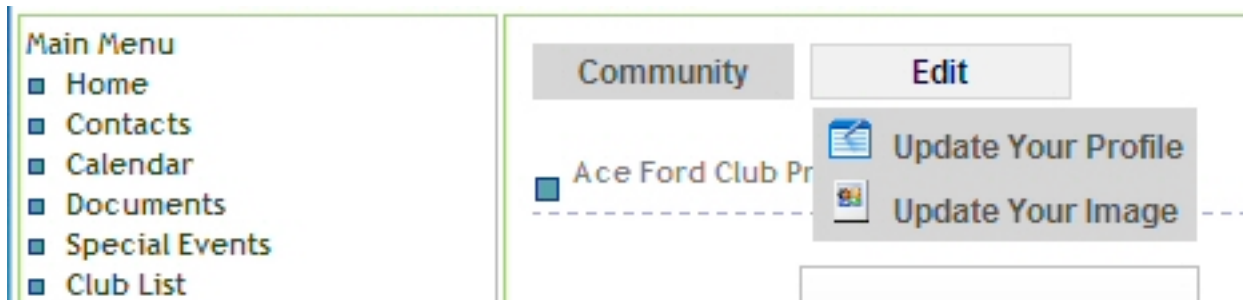 Main Menu
Home
Contacts
Calendar
Documents
Special Events
Club List
Community
Edit
Update Your Profile
Ace Ford Club Pr
Update Your Image